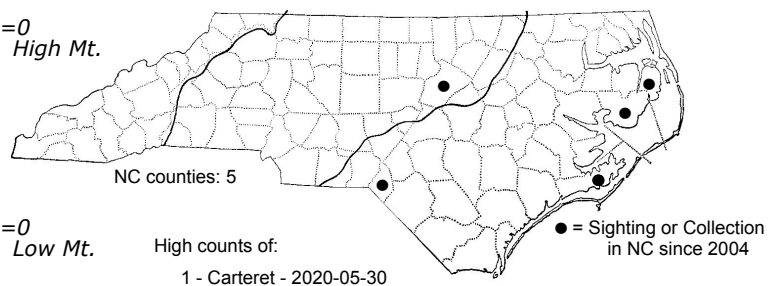 =0
High Mt.
NC counties: 5
=0
Low Mt.
High counts of:
1 - Carteret - 2020-05-30
● = Sighting or Collection
in NC since 2004